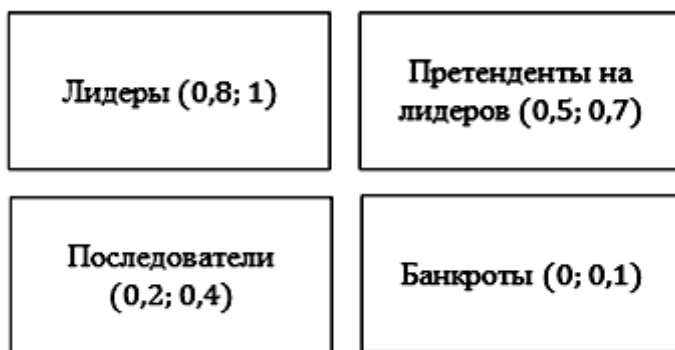 Лидеры (0,8; 1)
Претенденты на
лидеров (0,5; 0,7)
Последователи
(0,2; 0,4)
Банкроты (0; 0,1)